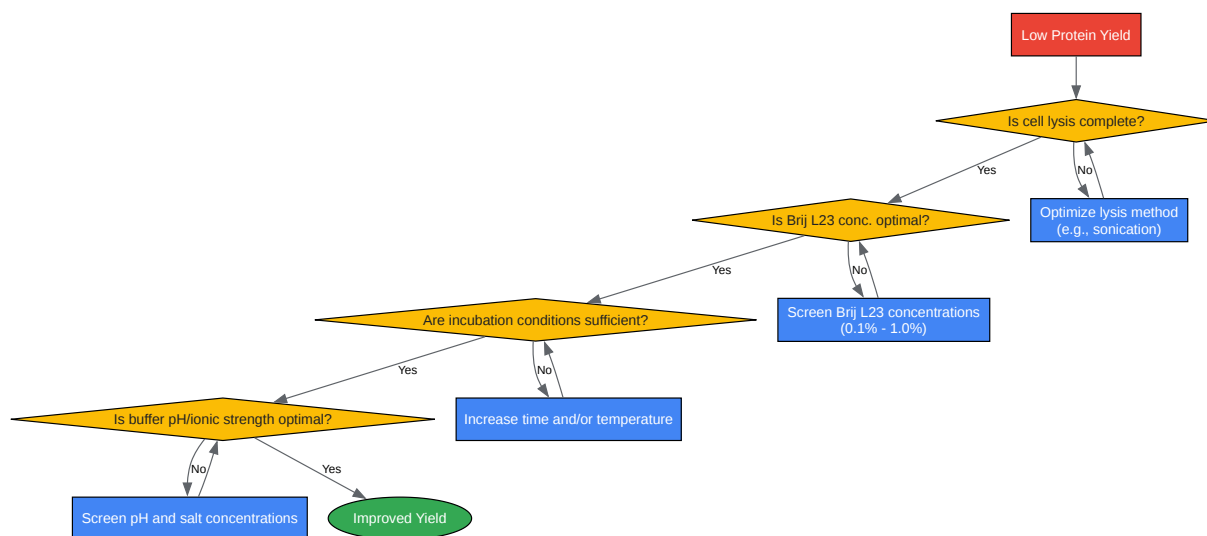 Low Protein Yield
Is cell lysis complete?
Yes
No
Optimize lysis method
(e.g., sonication)
Is Brij L23 conc. optimal?
Yes
No
Screen Brij L23 concentrations
(0.1% - 1.0%)
Are incubation conditions sufficient?
Yes
No
Increase time and/or temperature
Is buffer pH/ionic strength optimal?
No
Yes
Screen pH and salt concentrations
Improved Yield